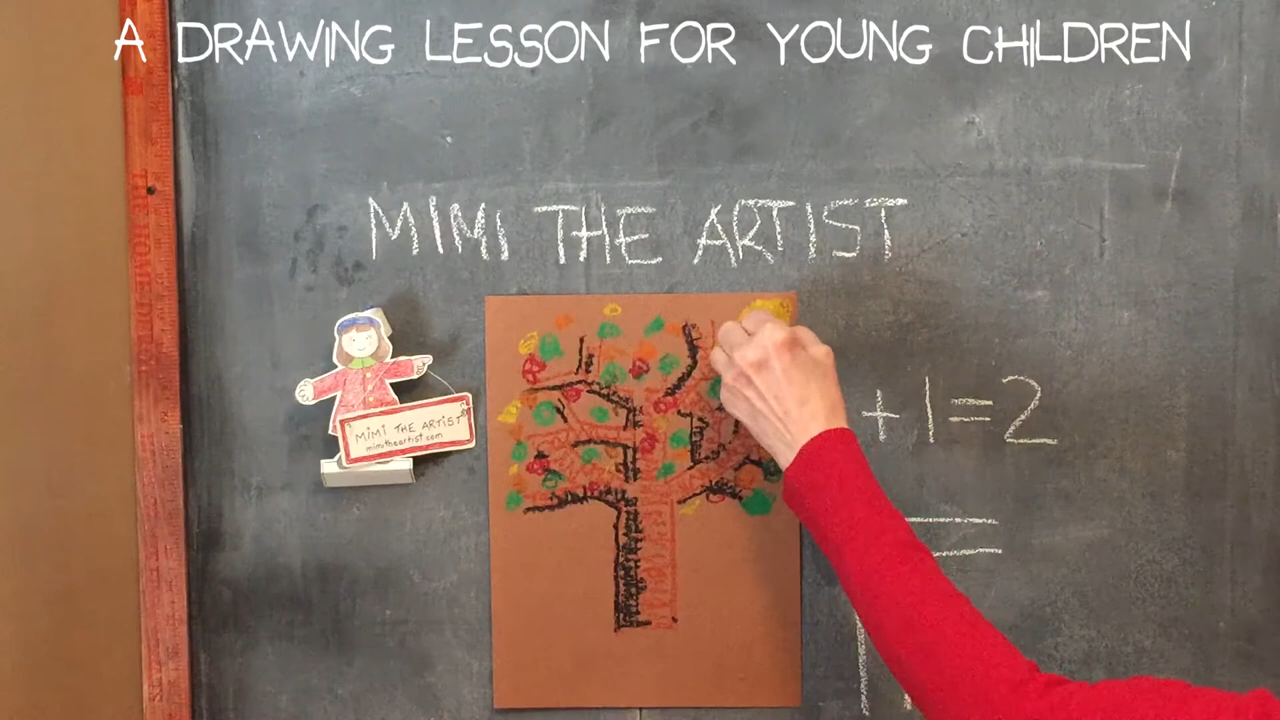 A DRAWING LESSON FOR YOUNG CHILDREN
MIMI THE ARTIST
MIMI THE ARTIST
mimitheartist.com
+1=2
=